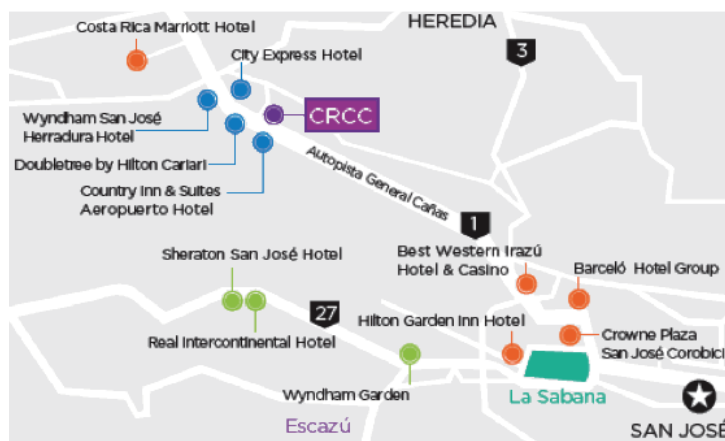 Costa Rica Marriott Hotel
HEREDIA
City Express Hotel
3
Wyndham San José
Herradura Hotel
CRCC
Doubletree by Hilton Cariari
Country Inn & Suites
Aeropuerto Hotel
Autopista General Cañas
1
Sheraton San José Hotel
Best Western Irazú
Hotel & Casino
Barceló Hotel Group
27
Real Intercontinental Hotel
Hilton Garden Inn Hotel
Crowne Plaza
San José Corobici
Wyndham Garden
La Sabana
Escazú
SAN JOSÉ